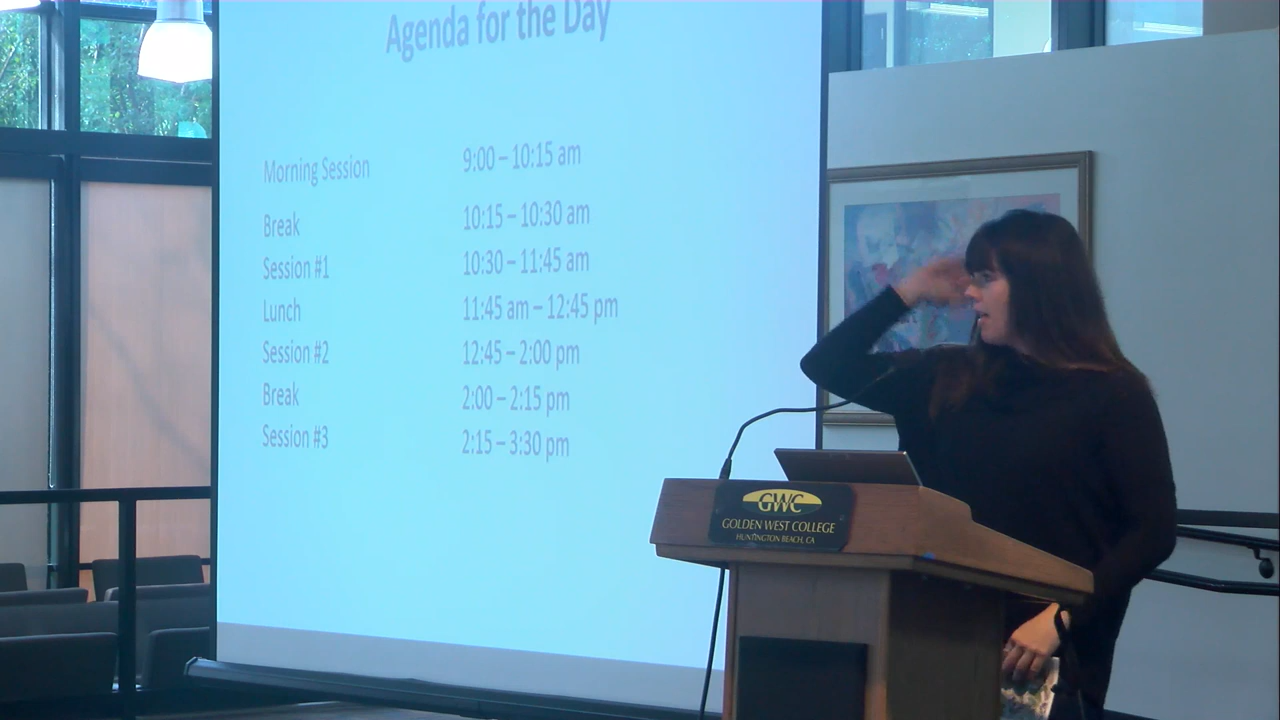 Agenda for the Day
Morning Session 9:00 – 10:15 am
Break 10:15 – 10:30 am
Session #1 10:30 – 11:45 am
Lunch 11:45 am – 12:45 pm
Session #2 12:45 – 2:00 pm
Break 2:00 – 2:15 pm
Session #3 2:15 – 3:30 pm
GWC
GOLDEN WEST COLLEGE
HUNTINGTON BEACH, CA